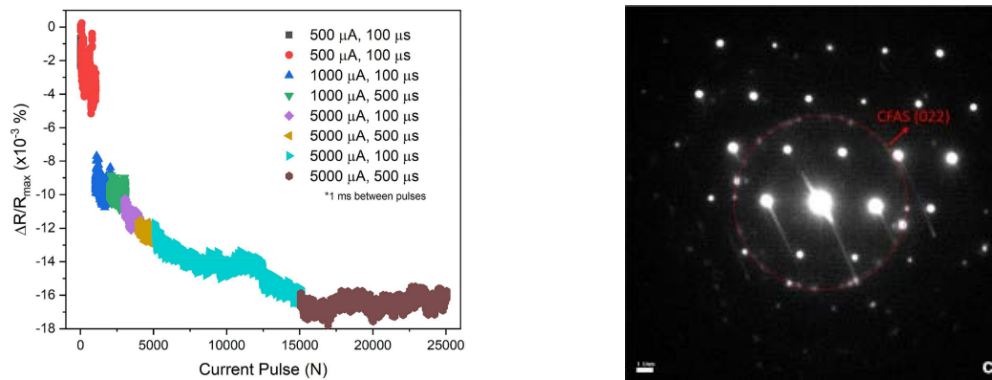 0
-2
-4
-6
-8
-10
-12
-14
-16
-18
ΔR/Rmax (x10⁻³ %)
500 μA, 100 μs
500 μA, 100 μs
1000 μA, 100 μs
1000 μA, 500 μs
5000 μA, 100 μs
5000 μA, 500 μs
5000 μA, 100 μs
5000 μA, 500 μs
*1 ms between pulses
0 5000 10000 15000 20000 25000
Current Pulse (N)
CFAS (022)
C